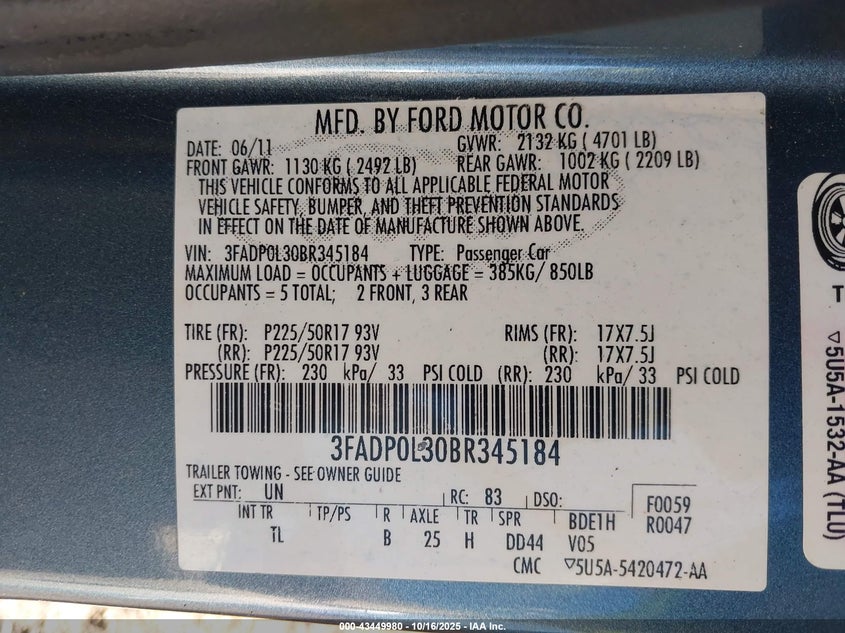 MFD. BY FORD MOTOR CO.
DATE: 06/11 GVWR: 2132 KG ( 4701 LB)
FRONT GAWR: 1130 KG ( 2492 LB) REAR GAWR: 1002 KG ( 2209 LB)
THIS VEHICLE CONFORMS TO ALL APPLICABLE FEDERAL MOTOR
VEHICLE SAFETY, BUMPER, AND THEFT PREVENTION STANDARDS
IN EFFECT ON THE DATE OF MANUFACTURE SHOWN ABOVE.
VIN: 3FADP0L30BR345184 TYPE: Passenger Car
MAXIMUM LOAD = OCCUPANTS + LUGGAGE = 385KG/ 850LB
OCCUPANTS = 5 TOTAL; 2 FRONT, 3 REAR
TIRE (FR): P225/50R17 93V RIMS (FR): 17X7.5J
(RR): P225/50R17 93V (RR): 17X7.5J
PRESSURE (FR): 230 kPa/ 33 PSI COLD (RR): 230 kPa/ 33 PSI COLD
3FADP0L30BR345184
TRAILER TOWING - SEE OWNER GUIDE
EXT PNT: UN RC: 83 DSO: F0059
R0047
INT TR TP/PS R AXLE TR SPR BDE1H
TL B 25 H DD44 V05
CMC ▽5U5A-5420472-AA
T
▽5U5A-1532-AA (TLU)
000-43449980 - 10/16/2025 - IAA Inc.